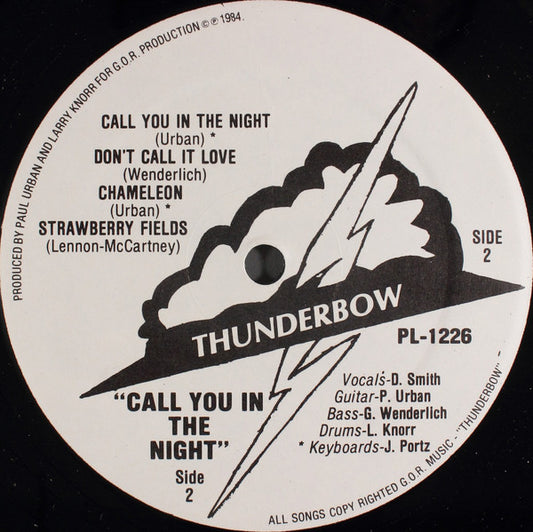 PRODUCED BY PAUL URBAN AND LARRY KNORR FOR G.O.R. PRODUCTION ©℗ 1984.
CALL YOU IN THE NIGHT
(Urban) *
DON'T CALL IT LOVE
(Wenderlich)
CHAMELEON
(Urban) *
STRAWBERRY FIELDS
(Lennon-McCartney)
SIDE
2
THUNDERBOW
PL-1226
"CALL YOU IN
THE
NIGHT"
Side
2
Vocals-D. Smith
Guitar-P. Urban
Bass-G. Wenderlich
Drums-L. Knorr
* Keyboards-J. Portz
ALL SONGS COPY RIGHTED G.O.R. MUSIC - "THUNDERBOW" -